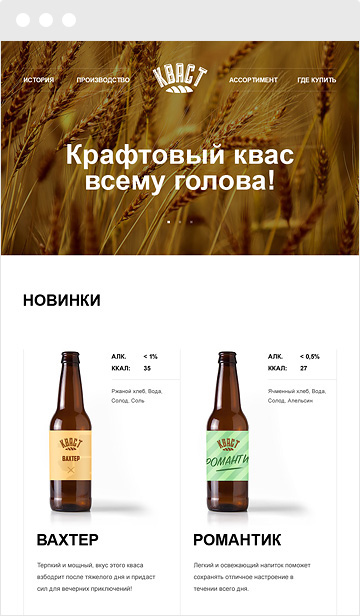 ИСТОРИЯ ПРОИЗВОДСТВО КВАСТ АССОРТИМЕНТ ГДЕ КУПИТЬ
Крафтовый квас
всему голова!
НОВИНКИ
АЛК. < 1%
ККАЛ: 35
Ржаной хлеб, Вода,
Солод, Соль
КВАСТ
ВАХТЕР
АЛК. < 0,5%
ККАЛ: 27
Ячменный хлеб, Вода,
Солод, Апельсин
КВАСТ
РОМАНТИ
ВАХТЕР
Терпкий и мощный, вкус этого кваса
взбодрит после тяжелого дня и придаст
сил для вечерних приключений!
РОМАНТИК
Легкий и освежающий напиток поможет
сохранять отличное настроение в
течении всего дня.